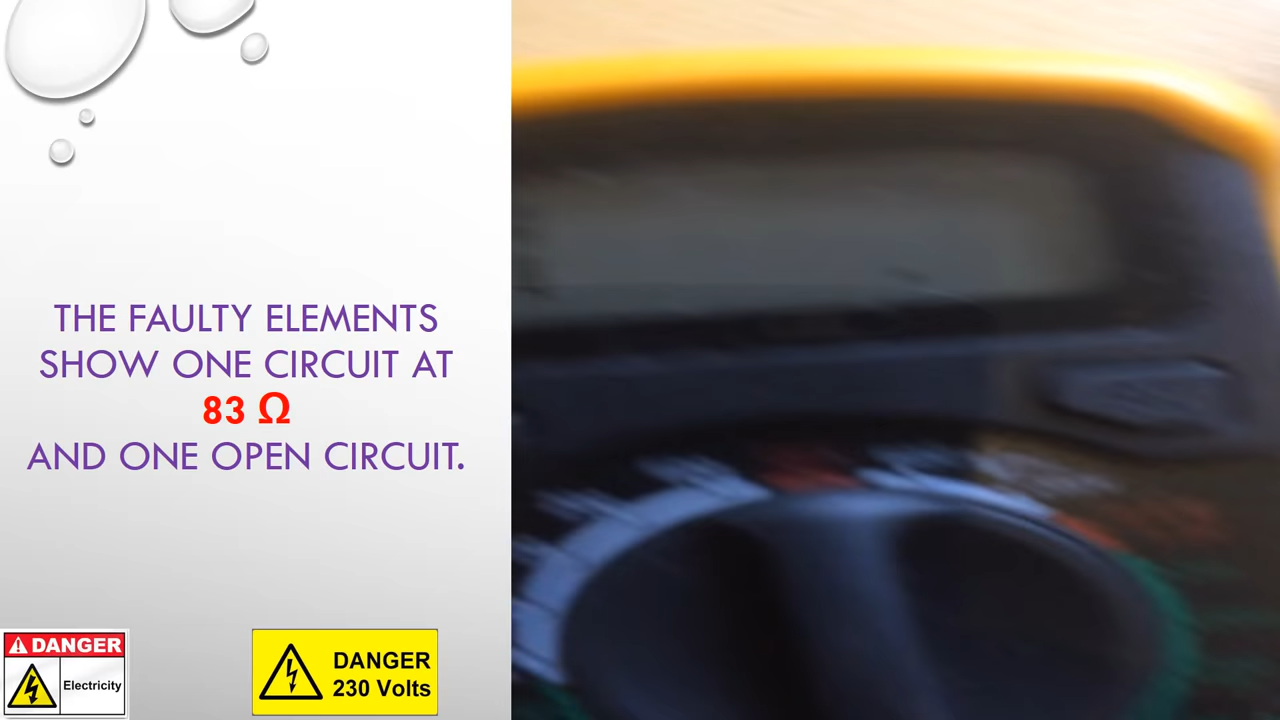 THE FAULTY ELEMENTS
SHOW ONE CIRCUIT AT
83 Ω
AND ONE OPEN CIRCUIT.
DANGER
Electricity
DANGER
230 Volts